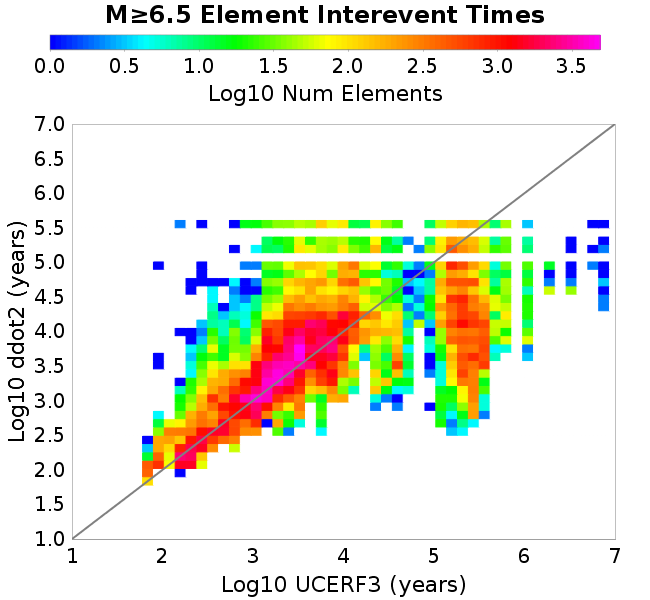 M≥6.5 Element Interevent Times
0.0 0.5 1.0 1.5 2.0 2.5 3.0 3.5
Log10 Num Elements
Log10 ddot2 (years)
7.0
6.5
6.0
5.5
5.0
4.5
4.0
3.5
3.0
2.5
2.0
1.5
1.0
1 2 3 4 5 6 7
Log10 UCERF3 (years)